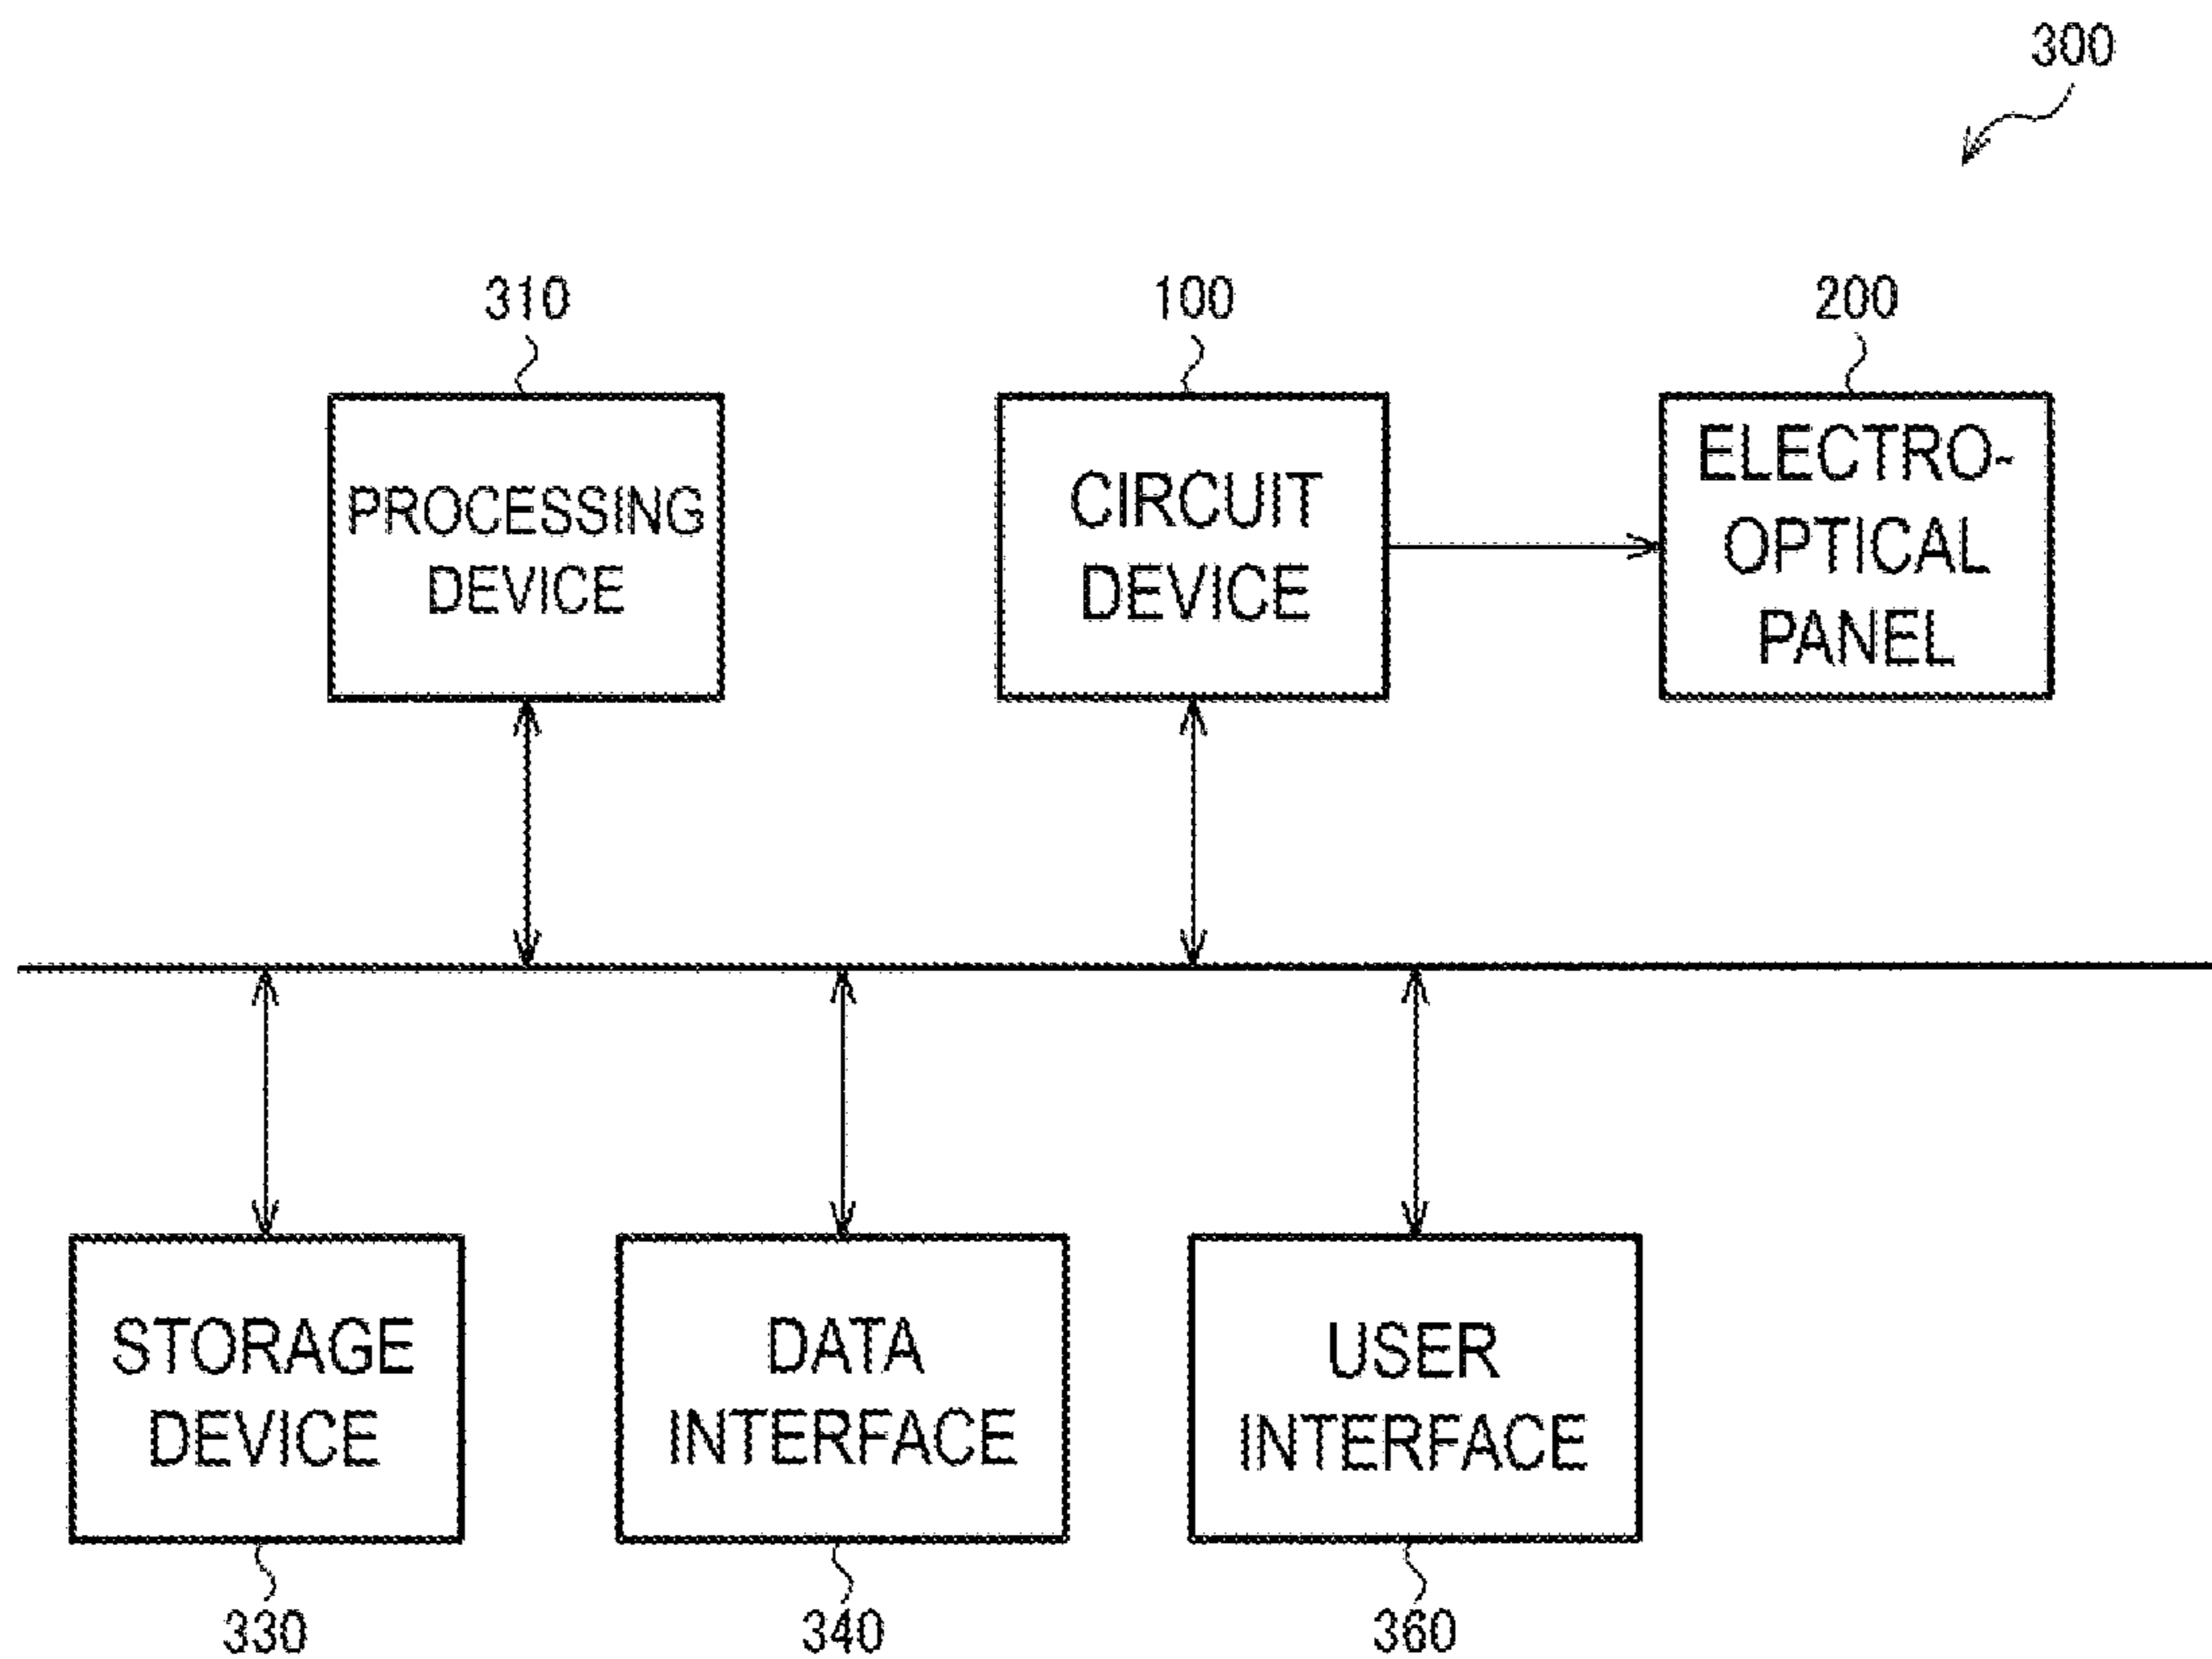 300
310
100
200
PROCESSING
DEVICE
CIRCUIT
DEVICE
ELECTRO-
OPTICAL
PANEL
STORAGE
DEVICE
DATA
INTERFACE
USER
INTERFACE
330
340
360